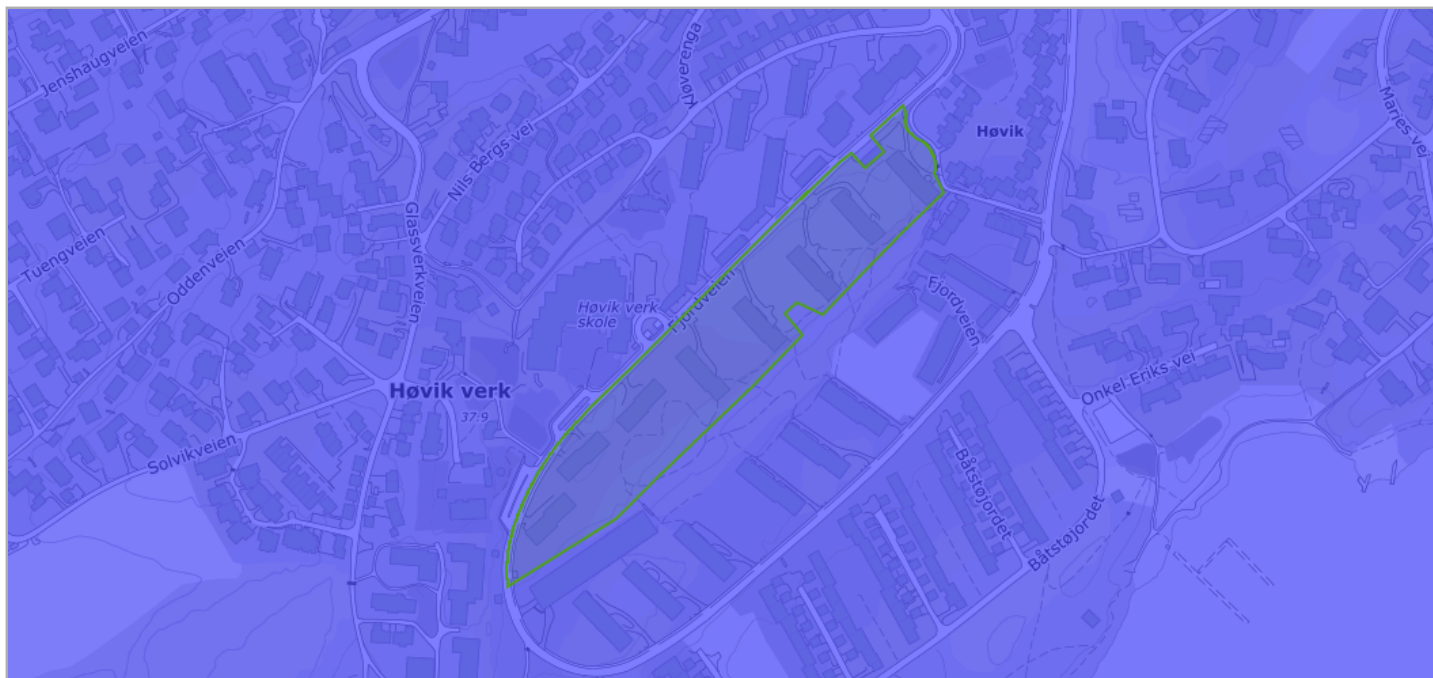 Jenshaugveien
Kløverenga
Maries vei
Høvik
Nils Bergs vei
Tuengveien
Oddenveien
Glassverkveien
Fjordveien
Høvik verk
skole
Fjordveien
Høvik verk
37.9
Onkel Eriks vei
Solvikveien
Båtstøjordet
Båtstøjordet